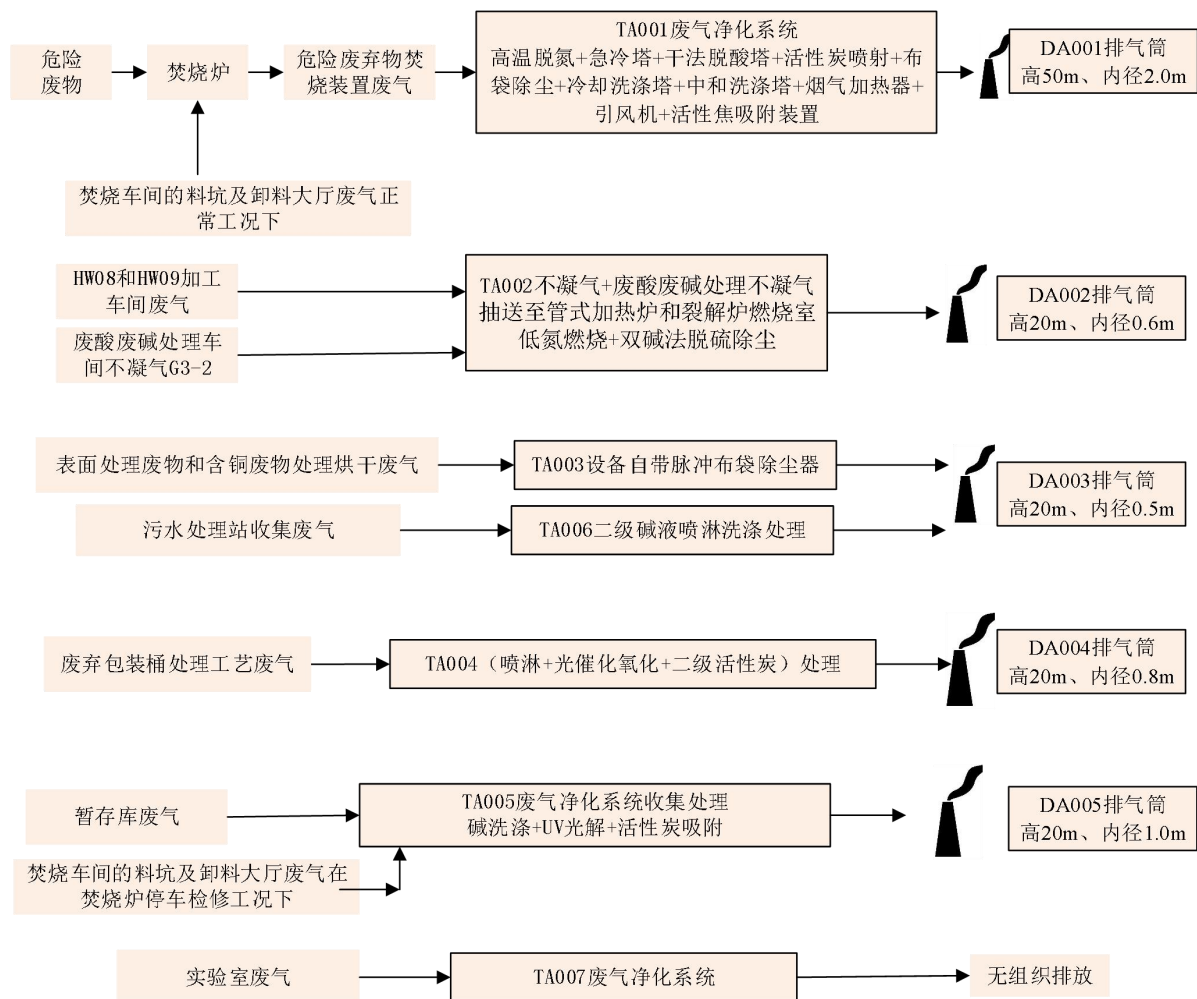 危险
废物
焚烧炉
危险废弃物焚
烧装置废气
TA001废气净化系统
高温脱氮+急冷塔+干法脱酸塔+活性炭喷射+布
袋除尘+冷却洗涤塔+中和洗涤塔+烟气加热器+
引风机+活性焦吸附装置
DA001排气筒
高50m、内径2.0m
焚烧车间的料坑及卸料大厅废气正
常工况下
HW08和HW09加工
车间废气
废酸废碱处理车
间不凝气G3-2
TA002不凝气+废酸废碱处理不凝气
抽送至管式加热炉和裂解炉燃烧室
低氮燃烧+双碱法脱硫除尘
DA002排气筒
高20m、内径0.6m
表面处理废物和含铜废物处理烘干废气
TA003设备自带脉冲布袋除尘器
污水处理站收集废气
TA006二级碱液喷淋洗涤处理
DA003排气筒
高20m、内径0.5m
废弃包装桶处理工艺废气
TA004（喷淋+光催化氧化+二级活性炭）处理
DA004排气筒
高20m、内径0.8m
暂存库废气
TA005废气净化系统收集处理
碱洗涤+UV光解+活性炭吸附
DA005排气筒
高20m、内径1.0m
焚烧车间的料坑及卸料大厅废气在
焚烧炉停车检修工况下
实验室废气
TA007废气净化系统
无组织排放